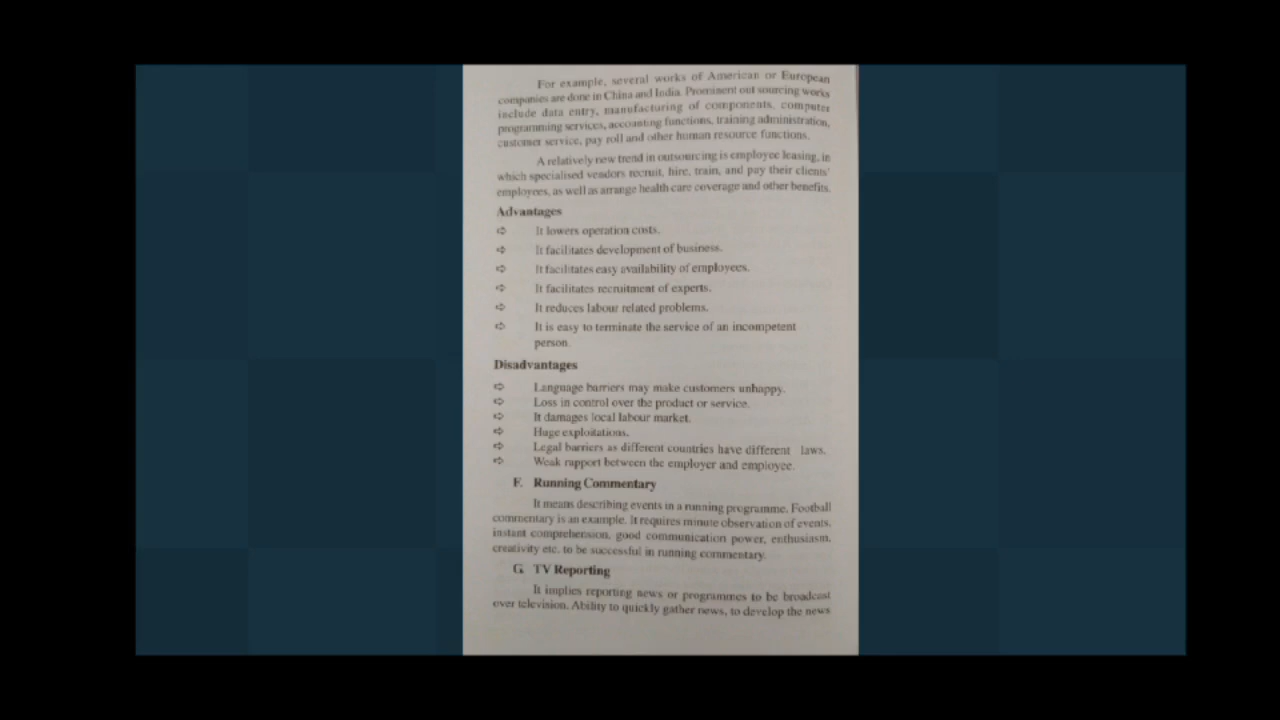 For example, several works of American or European
companies are done in China and India. Prominent out sourcing works
include data entry, manufacturing of components, computer
programming services, accounting functions, training administration,
customer service, pay roll and other human resource functions.
A relatively new trend in outsourcing is employee leasing, in
which specialised vendors recruit, hire, train, and pay their clients'
employees, as well as arrange health care coverage and other benefits.
Advantages
⇨ It lowers operation costs.
⇨ It facilitates development of business.
⇨ It facilitates easy availability of employees.
⇨ It facilitates recruitment of experts.
⇨ It reduces labour related problems.
⇨ It is easy to terminate the service of an incompetent
person.
Disadvantages
⇨ Language barriers may make customers unhappy.
⇨ Loss in control over the product or service.
⇨ It damages local labour market.
⇨ Huge exploitations.
⇨ Legal barriers as different countries have different laws.
⇨ Weak rapport between the employer and employee.
F. Running Commentary
It means describing events in a running programme. Football
commentary is an example. It requires minute observation of events,
instant comprehension, good communication power, enthusiasm,
creativity etc. to be successful in running commentary.
G. TV Reporting
It implies reporting news or programmes to be broadcast
over television. Ability to quickly gather news, to develop the news